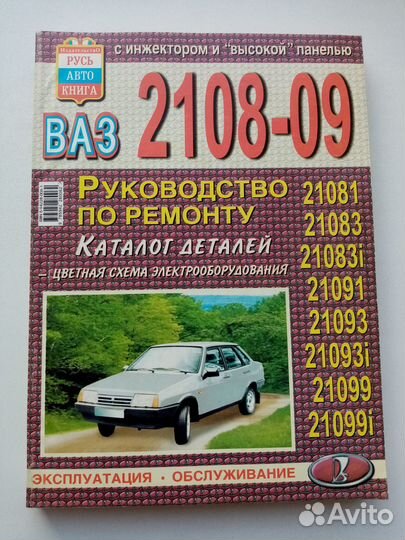 ИЗДАТЕЛЬСТВО
РУСЬ
АВТО
КНИГА
с инжектором и "высокой" панелью
ВАЗ 2108-09
Руководство
по ремонту
Каталог деталей
- цветная схема электрооборудования
21081
21083
21083i
21091
21093
21093i
21099
21099i
ЭКСПЛУАТАЦИЯ · ОБСЛУЖИВАНИЕ
Avito